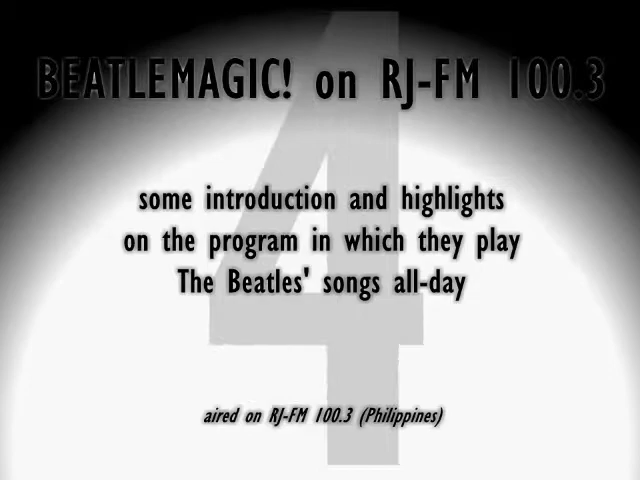 4
BEATLEMAGIC! on RJ-FM 100.3
some introduction and highlights
on the program in which they play
The Beatles' songs all-day
aired on RJ-FM 100.3 (Philippines)